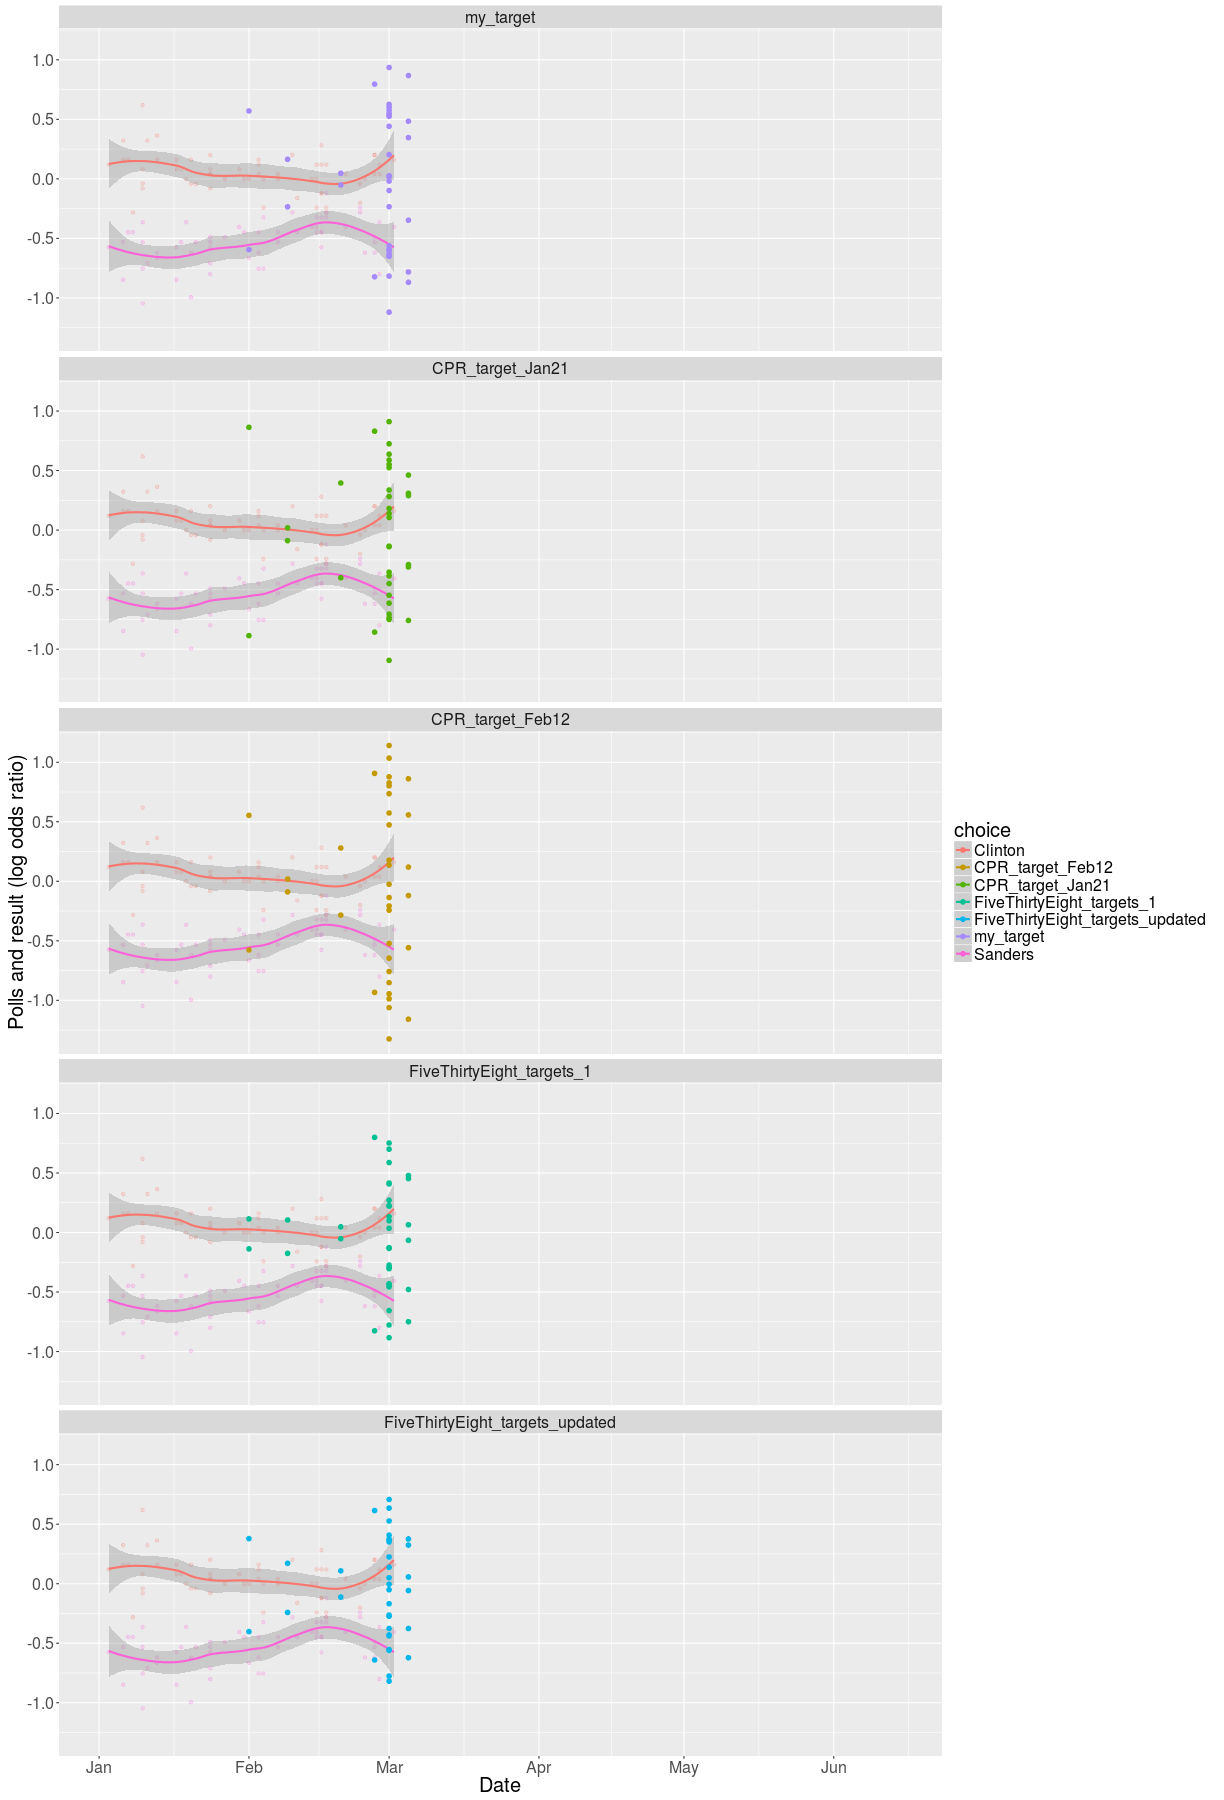 my_target
1.0
0.5
0.0
-0.5
-1.0
CPR_target_Jan21
1.0
0.5
0.0
-0.5
-1.0
CPR_target_Feb12
1.0
0.5
0.0
-0.5
-1.0
FiveThirtyEight_targets_1
1.0
0.5
0.0
-0.5
-1.0
FiveThirtyEight_targets_updated
1.0
0.5
0.0
-0.5
-1.0
Jan Feb Mar Apr May Jun
Date
Polls and result (log odds ratio)
choice
Clinton
CPR_target_Feb12
CPR_target_Jan21
FiveThirtyEight_targets_1
FiveThirtyEight_targets_updated
my_target
Sanders